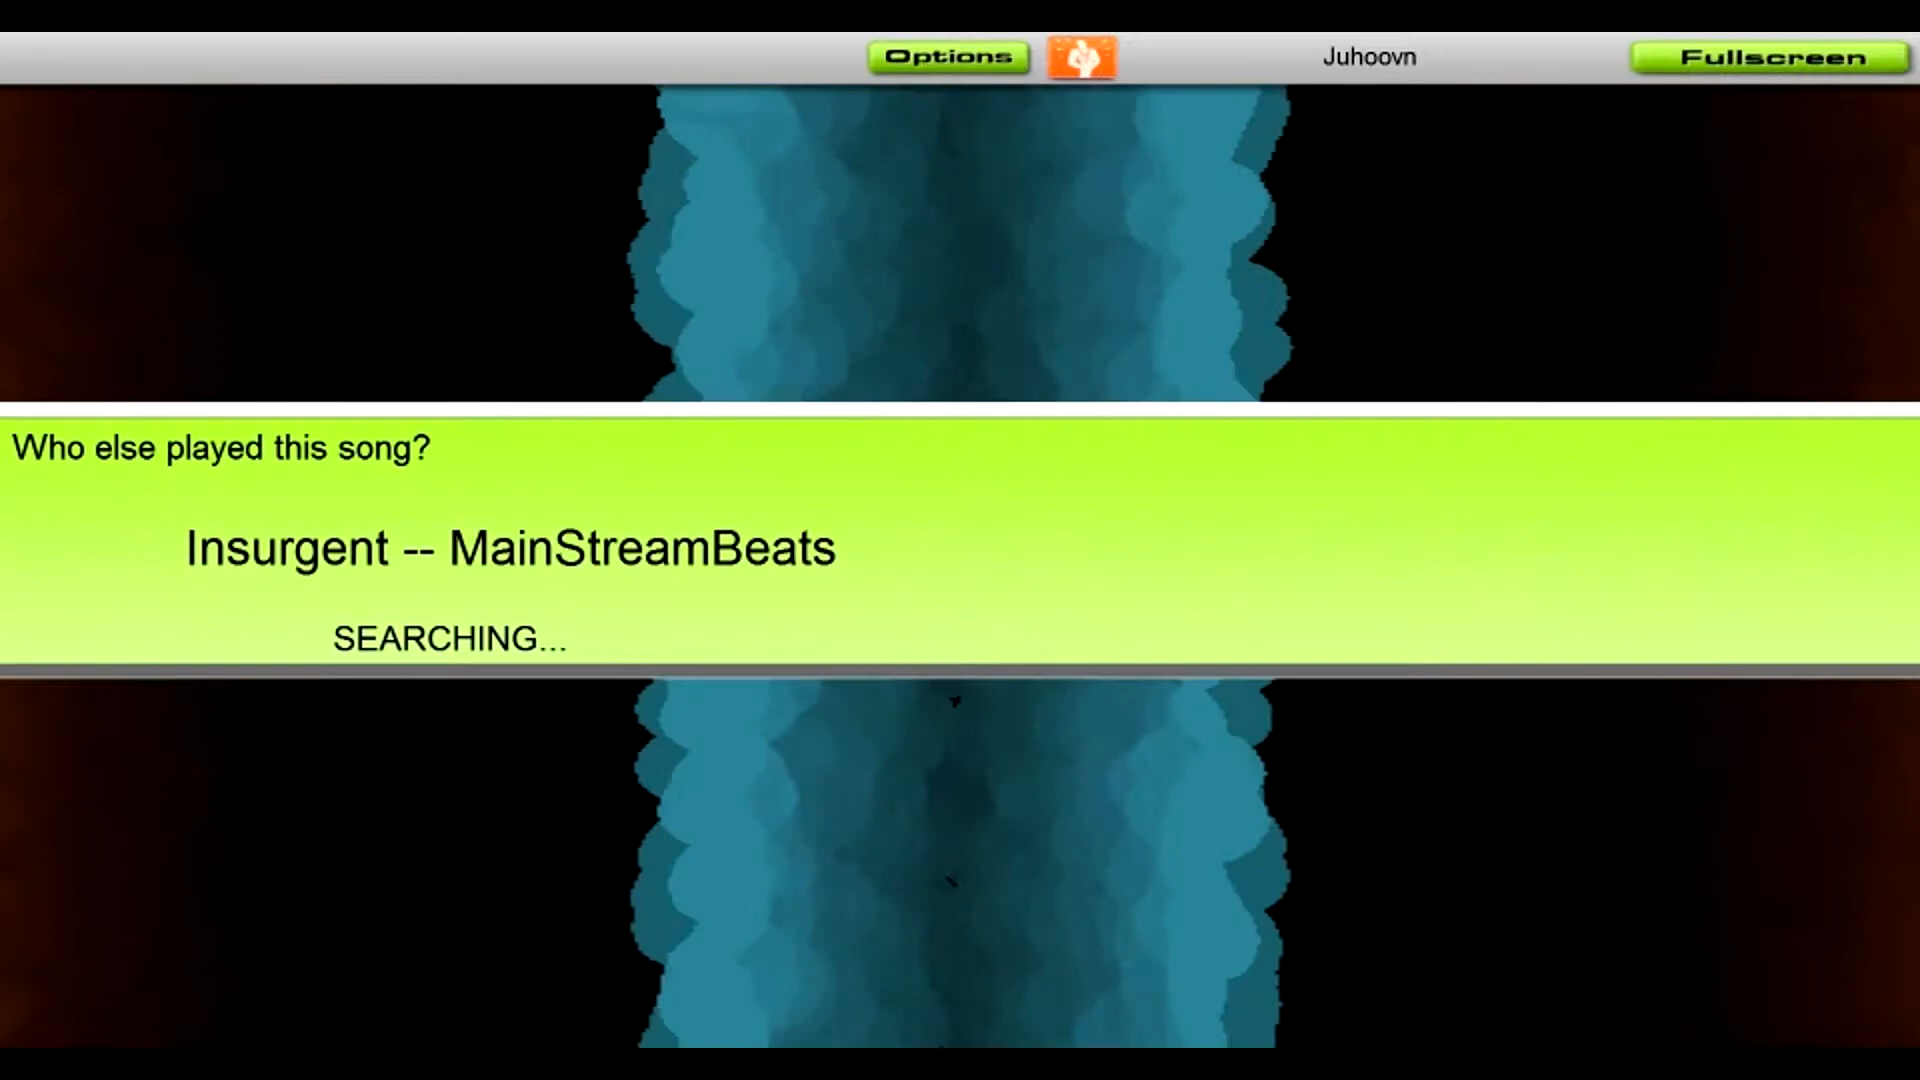 Options
Juhoovn
Fullscreen
Who else played this song?
Insurgent -- MainStreamBeats
SEARCHING...